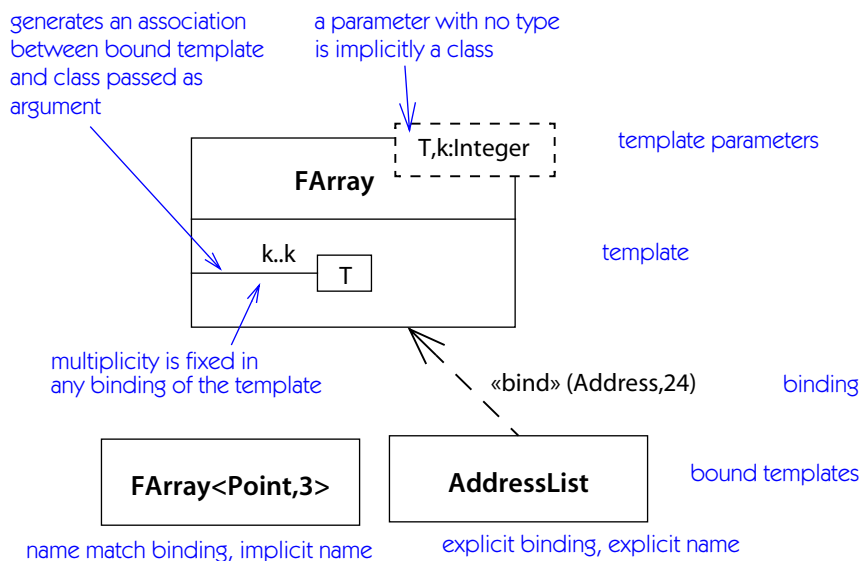 generates an association
between bound template
and class passed as
argument
a parameter with no type
is implicitly a class
T,k:Integer
template parameters
FArray
k..k
T
template
multiplicity is fixed in
any binding of the template
«bind» (Address,24)
binding
FArray<Point,3>
AddressList
bound templates
name match binding, implicit name
explicit binding, explicit name